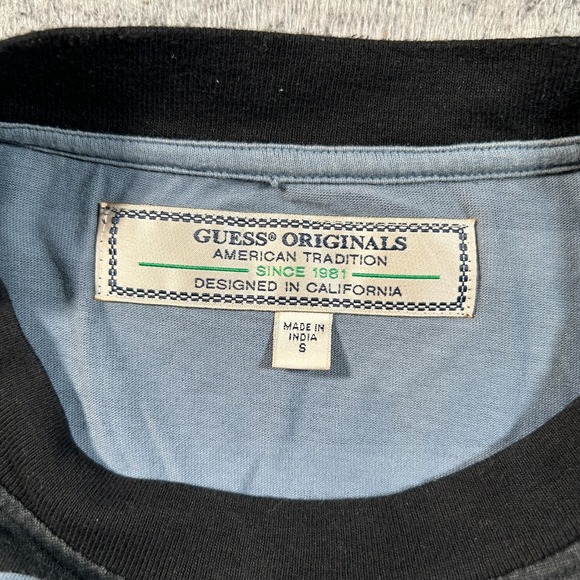 GUESS® ORIGINALS
AMERICAN TRADITION
SINCE 1981
DESIGNED IN CALIFORNIA
MADE IN
INDIA
S